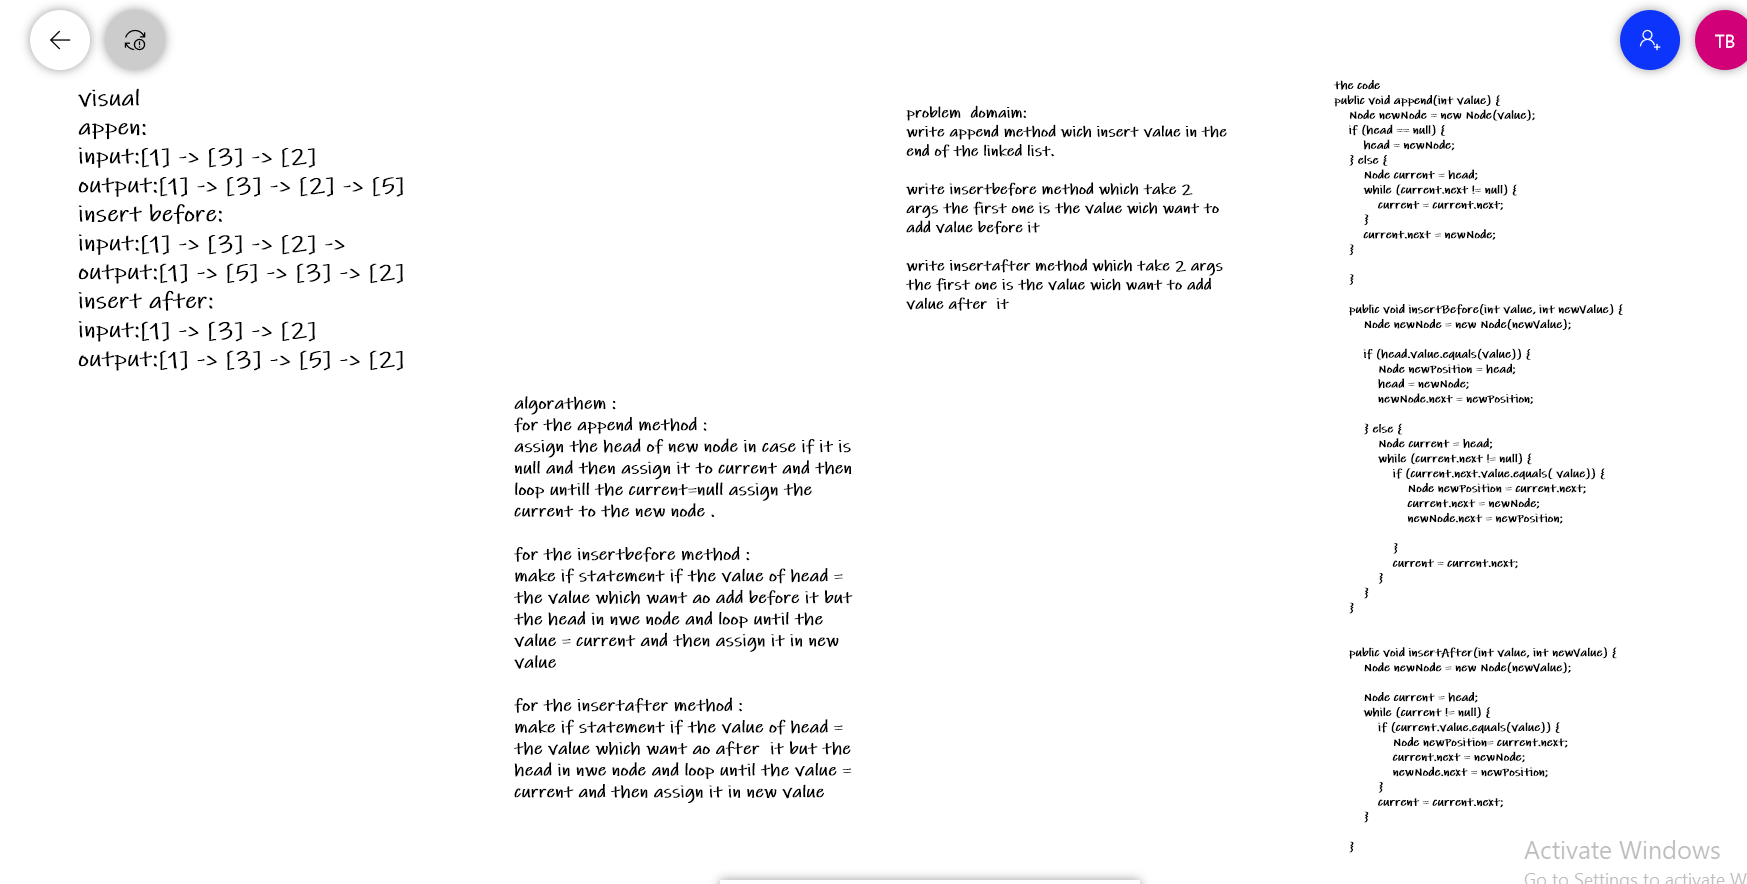 TB
visual
appen:
input:[1] -> [3] -> [2]
output:[1] -> [3] -> [2] -> [5]
insert before:
input:[1] -> [3] -> [2] ->
output:[1] -> [5] -> [3] -> [2]
insert after:
input:[1] -> [3] -> [2]
output:[1] -> [3] -> [5] -> [2]
algorathem :
for the append method :
assign the head of new node in case if it is
null and then assign it to current and then
loop untill the current=null assign the
current to the new node .
for the insertbefore method :
make if statement if the value of head =
the value which want ao add before it but
the head in nwe node and loop until the
value = current and then assign it in new
value
for the insertafter method :
make if statement if the value of head =
the value which want ao after  it but the
head in nwe node and loop until the value =
current and then assign it in new value
problem  domaim:
write append method wich insert value in the
end of the linked list.
write insertbefore method which take 2
args the first one is the value wich want to
add value before it
write insertafter method which take 2 args
the first one is the value wich want to add
value after  it
the code
public void append(int value) {
Node newNode = new Node(value);
if (head == null) {
head = newNode;
} else {
Node current = head;
while (current.next != null) {
current = current.next;
}
current.next = newNode;
}
}
public void insertBefore(int value, int newValue) {
Node newNode = new Node(newValue);
if (head.value.equals(value)) {
Node newPosition = head;
head = newNode;
newNode.next = newPosition;
} else {
Node current = head;
while (current.next != null) {
if (current.next.value.equals( value)) {
Node newPosition = current.next;
current.next = newNode;
newNode.next = newPosition;
}
current = current.next;
}
}
}
public void insertAfter(int value, int newValue) {
Node newNode = new Node(newValue);
Node current = head;
while (current != null) {
if (current.value.equals(value)) {
Node newPosition= current.next;
current.next = newNode;
newNode.next = newPosition;
}
current = current.next;
}
}
Activate Windows
Go to Settings to activate W